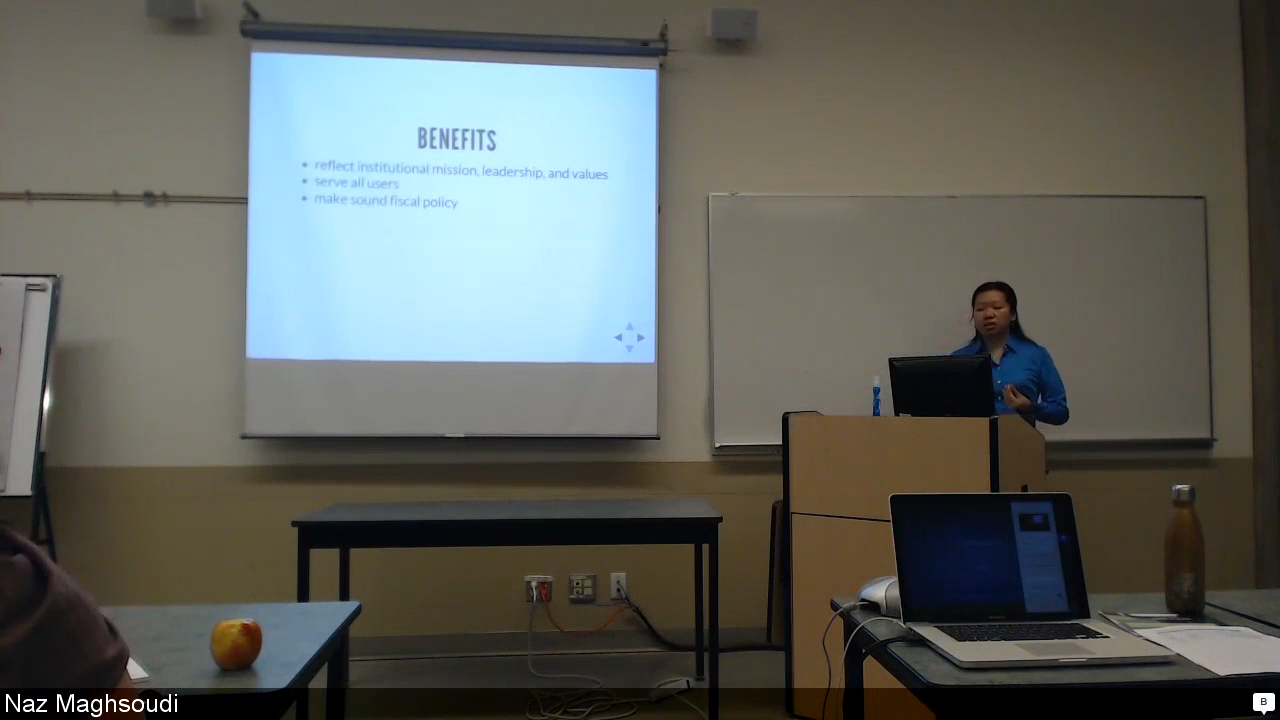 BENEFITS
• reflect institutional mission, leadership, and values
• serve all users
• make sound fiscal policy
Naz Maghsoudi
B